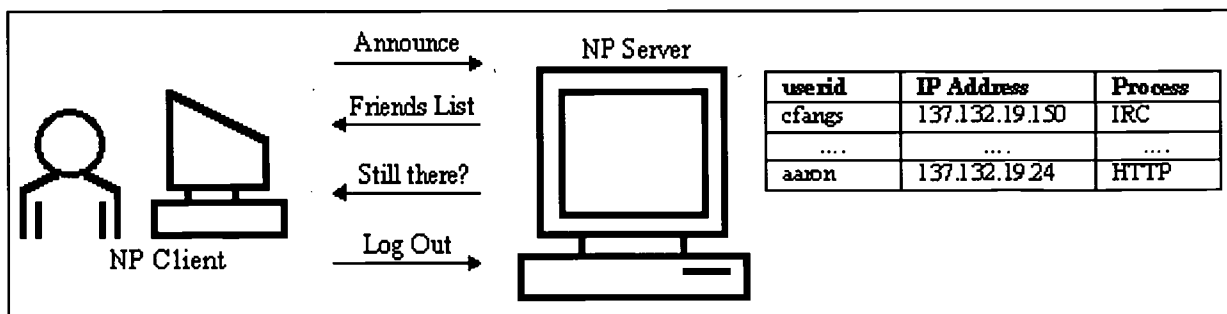 Announce
NP Server
Friends List
Still there?
Log Out
NP Client
userid IP Address Process
cfangs 137.132.19.150 IRC
.... .... ....
aaron 137.132.19.24 HTTP